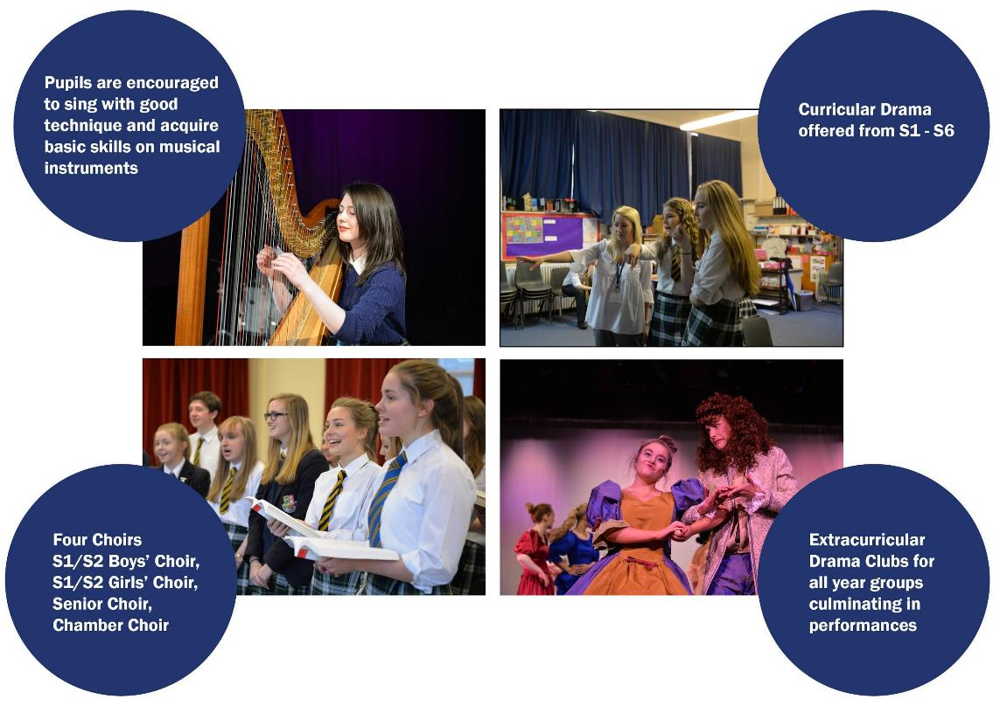 Pupils are encouraged
to sing with good
technique and acquire
basic skills on musical
instruments
Curricular Drama
offered from S1 - S6
Four Choirs
S1/S2 Boys’ Choir,
S1/S2 Girls’ Choir,
Senior Choir,
Chamber Choir
Extracurricular
Drama Clubs for
all year groups
culminating in
performances